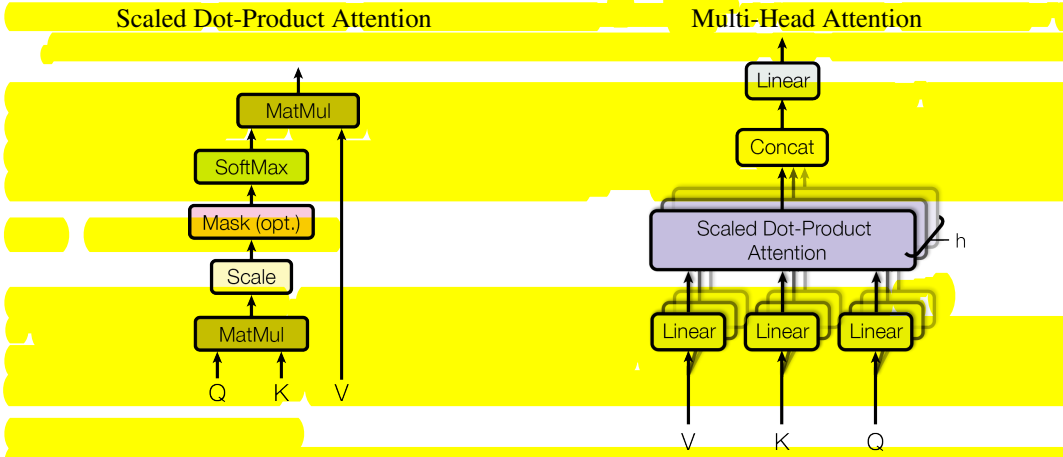 Scaled Dot-Product Attention
MatMul
SoftMax
Mask (opt.)
Scale
MatMul
Q K V
Multi-Head Attention
Linear
Concat
Scaled Dot-Product
Attention
h
Linear Linear Linear
V K Q